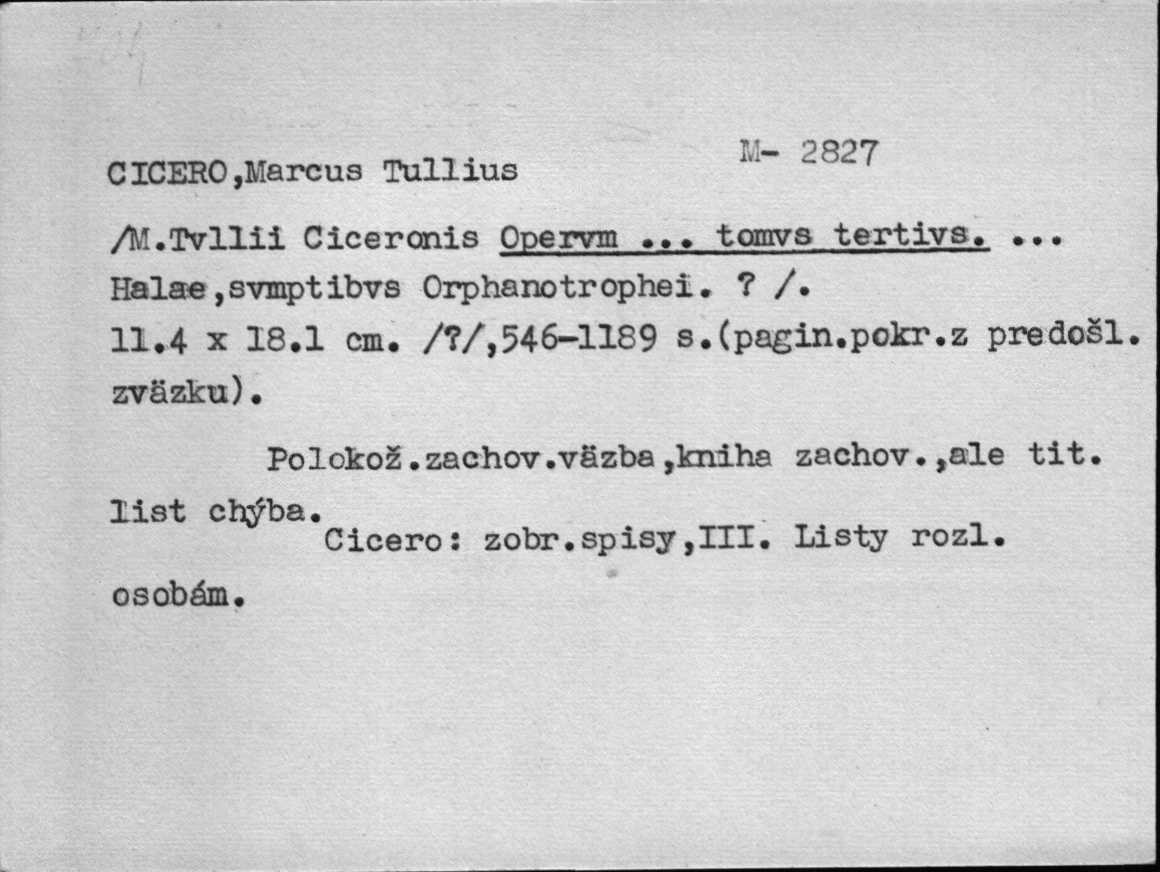 M- 2827
CICERO,Marcus Tullius
/M.Tvllii Ciceronis Opervm ... tomvs tertivs. ...
Halae,svmptibvs Orphanotrophei. ? /.
11.4 x 18.1 cm. /?/,546-1189 s.(pagin.pokr.z predošl.
zväzku).
Polokož.zachov.väzba,kniha zachov.,ale tit.
list chýba.
Cicero: zobr.spisy,III. Listy rozl.
osobám.